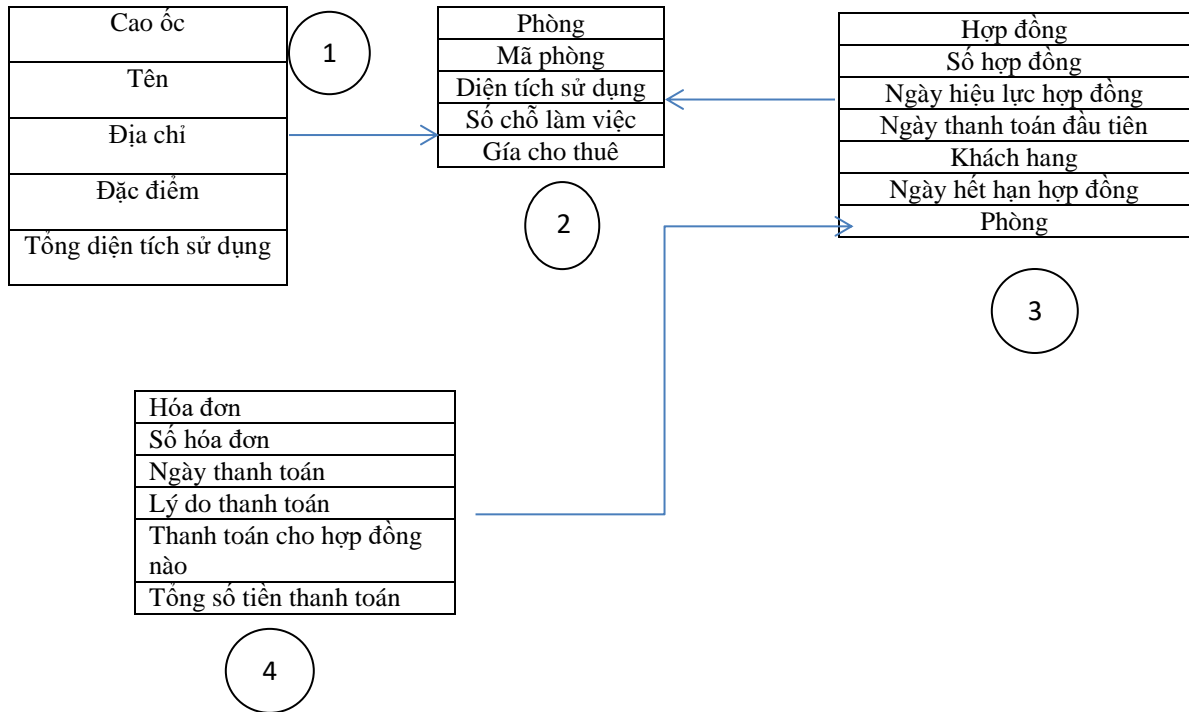 Cao ốc
Tên
Địa chỉ
Đặc điểm
Tổng diện tích sử dụng
1
Phòng
Mã phòng
Diện tích sử dụng
Số chỗ làm việc
Gía cho thuê
2
Hợp đồng
Số hợp đồng
Ngày hiệu lực hợp đồng
Ngày thanh toán đầu tiên
Khách hang
Ngày hết hạn hợp đồng
Phòng
3
Hóa đơn
Số hóa đơn
Ngày thanh toán
Lý do thanh toán
Thanh toán cho hợp đồng
nào
Tổng số tiền thanh toán
4